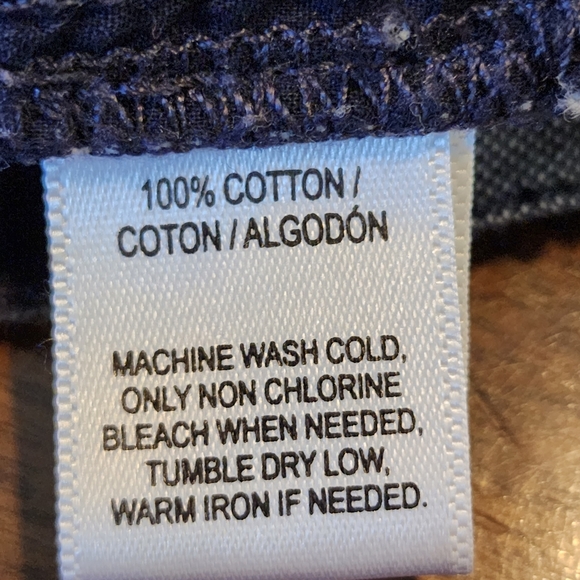 100% COTTON /
COTON / ALGODÓN
MACHINE WASH COLD,
ONLY NON CHLORINE
BLEACH WHEN NEEDED,
TUMBLE DRY LOW,
WARM IRON IF NEEDED.